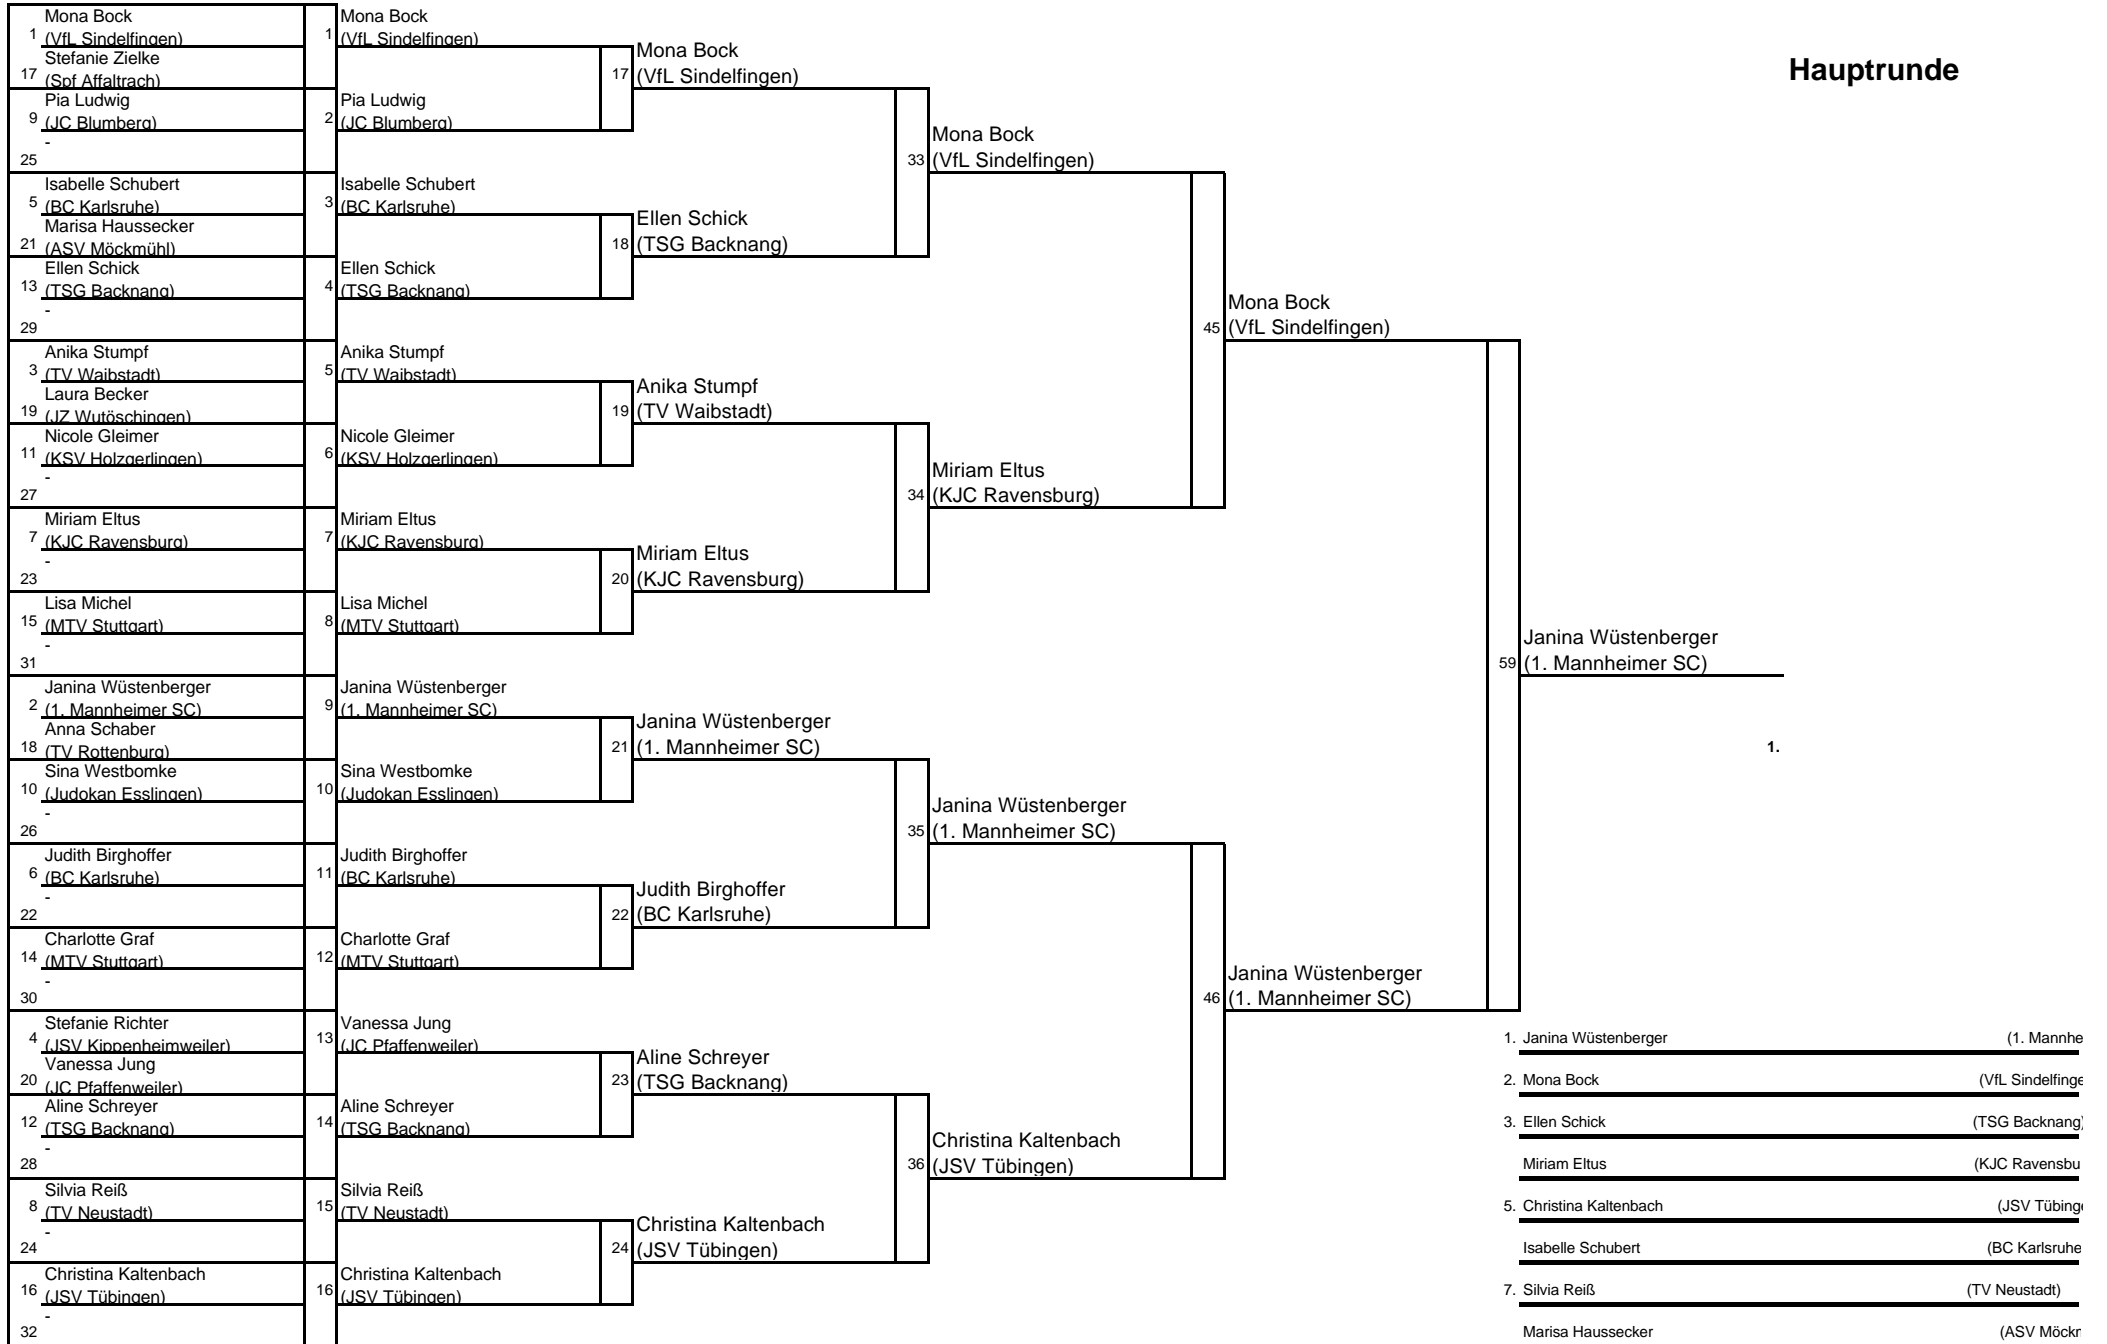 Hauptrunde
1 Mona Bock
(VfL Sindelfingen)
17 Stefanie Zielke
(Spf Affaltrach)
9 Pia Ludwig
(JC Blumberg)
25 -
5 Isabelle Schubert
(BC Karlsruhe)
21 Marisa Haussecker
(ASV Möckmühl)
13 Ellen Schick
(TSG Backnang)
29 -
3 Anika Stumpf
(TV Waibstadt)
19 Laura Becker
(JZ Wutöschingen)
11 Nicole Gleimer
(KSV Holzgerlingen)
27 -
7 Miriam Eltus
(KJC Ravensburg)
23 -
15 Lisa Michel
(MTV Stuttgart)
31 -
2 Janina Wüstenberger
(1. Mannheimer SC)
18 Anna Schaber
(TV Rottenburg)
10 Sina Westbomke
(Judokan Esslingen)
26 -
6 Judith Birghoffer
(BC Karlsruhe)
22 -
14 Charlotte Graf
(MTV Stuttgart)
30 -
4 Stefanie Richter
(JSV Kippenheimweiler)
20 Vanessa Jung
(JC Pfaffenweiler)
12 Aline Schreyer
(TSG Backnang)
28 -
8 Silvia Reiß
(TV Neustadt)
24 -
16 Christina Kaltenbach
(JSV Tübingen)
32 -
1 Mona Bock
(VfL Sindelfingen)
2 Pia Ludwig
(JC Blumberg)
3 Isabelle Schubert
(BC Karlsruhe)
4 Ellen Schick
(TSG Backnang)
5 Anika Stumpf
(TV Waibstadt)
6 Nicole Gleimer
(KSV Holzgerlingen)
7 Miriam Eltus
(KJC Ravensburg)
8 Lisa Michel
(MTV Stuttgart)
9 Janina Wüstenberger
(1. Mannheimer SC)
10 Sina Westbomke
(Judokan Esslingen)
11 Judith Birghoffer
(BC Karlsruhe)
12 Charlotte Graf
(MTV Stuttgart)
13 Vanessa Jung
(JC Pfaffenweiler)
14 Aline Schreyer
(TSG Backnang)
15 Silvia Reiß
(TV Neustadt)
16 Christina Kaltenbach
(JSV Tübingen)
17 Mona Bock
(VfL Sindelfingen)
18 Ellen Schick
(TSG Backnang)
19 Anika Stumpf
(TV Waibstadt)
20 Miriam Eltus
(KJC Ravensburg)
21 Janina Wüstenberger
(1. Mannheimer SC)
22 Judith Birghoffer
(BC Karlsruhe)
23 Aline Schreyer
(TSG Backnang)
24 Christina Kaltenbach
(JSV Tübingen)
33 Mona Bock
(VfL Sindelfingen)
34 Miriam Eltus
(KJC Ravensburg)
35 Janina Wüstenberger
(1. Mannheimer SC)
36 Christina Kaltenbach
(JSV Tübingen)
45 Mona Bock
(VfL Sindelfingen)
46 Janina Wüstenberger
(1. Mannheimer SC)
59 Janina Wüstenberger
(1. Mannheimer SC)
1.
1. Janina Wüstenberger (1. Mannhe
2. Mona Bock (VfL Sindelfinge
3. Ellen Schick (TSG Backnang)
Miriam Eltus (KJC Ravensbu
5. Christina Kaltenbach (JSV Tübinge
Isabelle Schubert (BC Karlsruhe
7. Silvia Reiß (TV Neustadt)
Marisa Haussecker (ASV Möckm